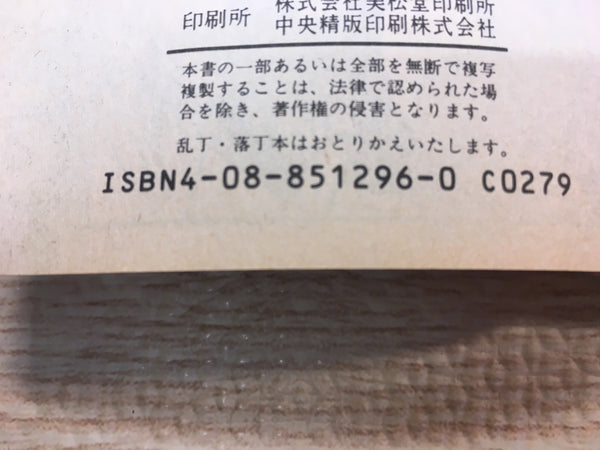 株式会社美松堂印刷所
印刷所
中央精版印刷株式会社
本書の一部あるいは全部を無断で複写
複製することは、法律で認められた場
合を除き、著作権の侵害となります。
乱丁・落丁本はおとりかえいたします。
ISBN4-08-851296-0 C0279